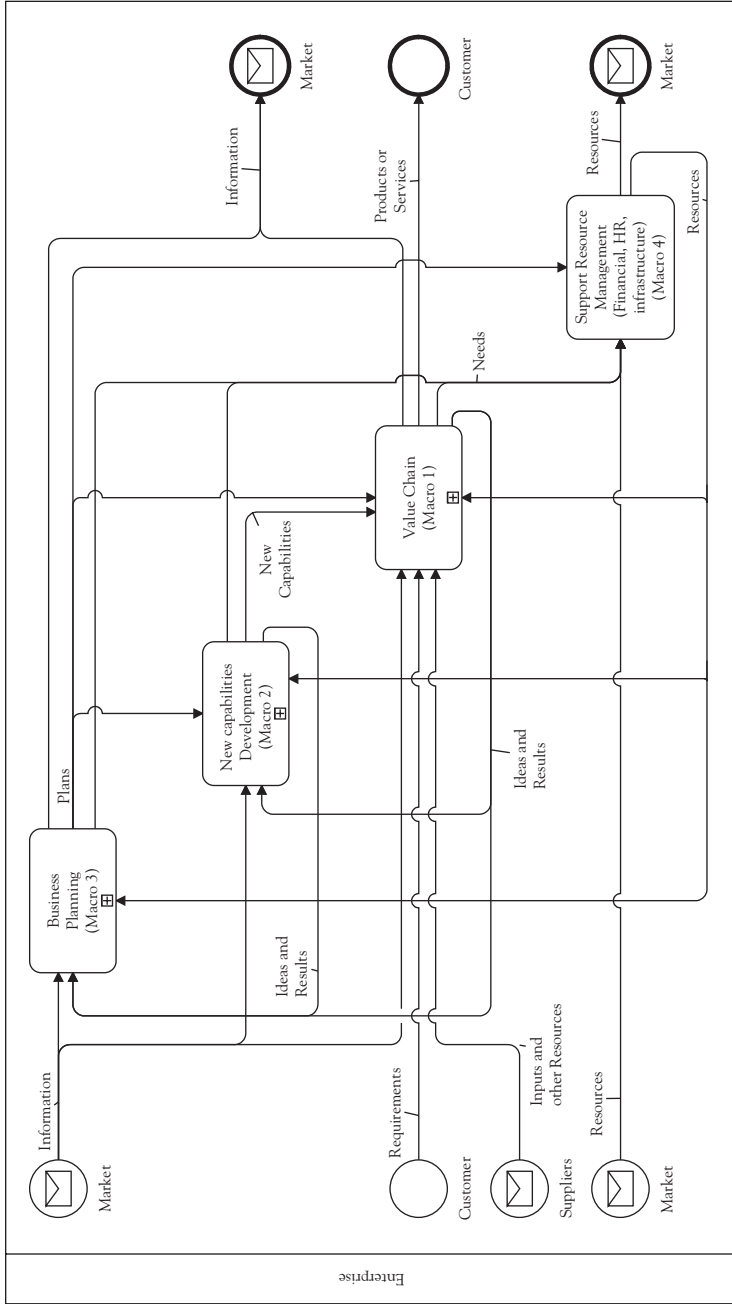 Enterprise
Market
Customer
Suppliers
Market
Information
Requirements
Inputs and
other Resources
Resources
Business
Planning
(Macro 3)
Ideas and
Results
Plans
New capabilities
Development
(Macro 2)
Ideas and
Results
New
Capabilities
Value Chain
(Macro 1)
Needs
Support Resource
Management
(Financial, HR,
infrastructure)
(Macro 4)
Information
Products or
Services
Resources
Resources
Market
Customer
Market